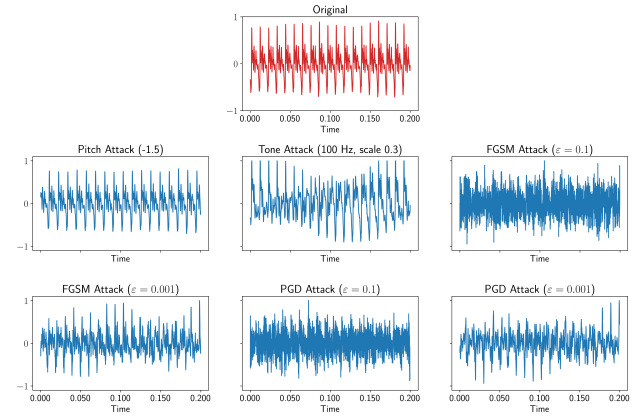 Original
1
0
−1
0.000 0.050 0.100 0.150 0.200
Time
Pitch Attack (-1.5) Tone Attack (100 Hz, scale 0.3) FGSM Attack (ε = 0.1)
1
0
−1
Time Time Time
FGSM Attack (ε = 0.001) PGD Attack (ε = 0.1) PGD Attack (ε = 0.001)
1
0
−1
0.000 0.050 0.100 0.150 0.200 0.000 0.050 0.100 0.150 0.200 0.000 0.050 0.100 0.150 0.200
Time Time Time